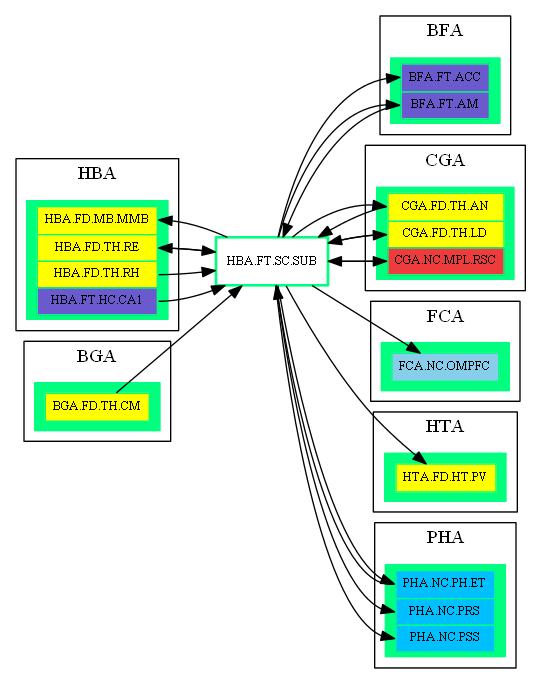 BFA
BFA.FT.ACC
BFA.FT.AM
CGA
CGA.FD.TH.AN
CGA.FD.TH.LD
CGA.NC.MPL.RSC
HBA
HBA.FD.MB.MMB
HBA.FD.TH.RE
HBA.FD.TH.RH
HBA.FT.HC.CA1
HBA.FT.SC.SUB
FCA
FCA.NC.OMPFC
BGA
BGA.FD.TH.CM
HTA
HTA.FD.HT.PV
PHA
PHA.NC.PH.ET
PHA.NC.PRS
PHA.NC.PSS